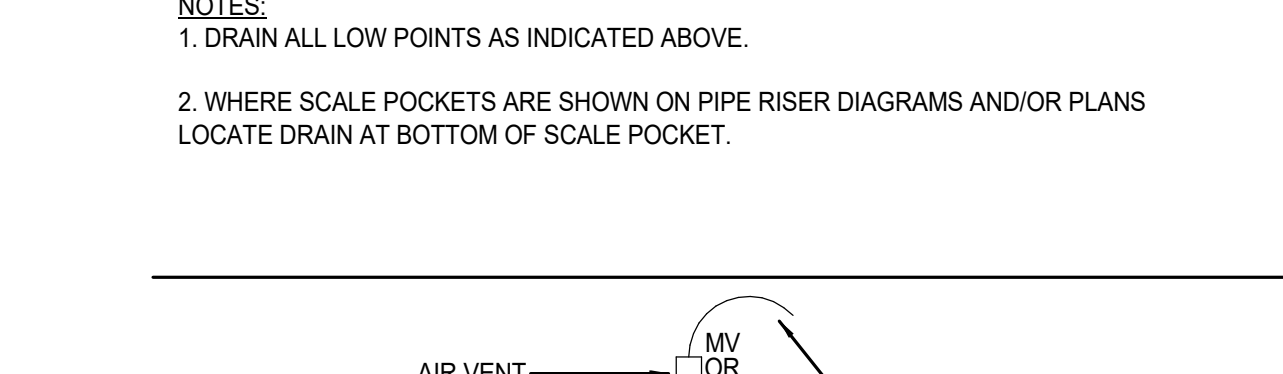 NOTES:
1. DRAIN ALL LOW POINTS AS INDICATED ABOVE.
2. WHERE SCALE POCKETS ARE SHOWN ON PIPE RISER DIAGRAMS AND/OR PLANS
LOCATE DRAIN AT BOTTOM OF SCALE POCKET.
MV
AIR VENT
OR